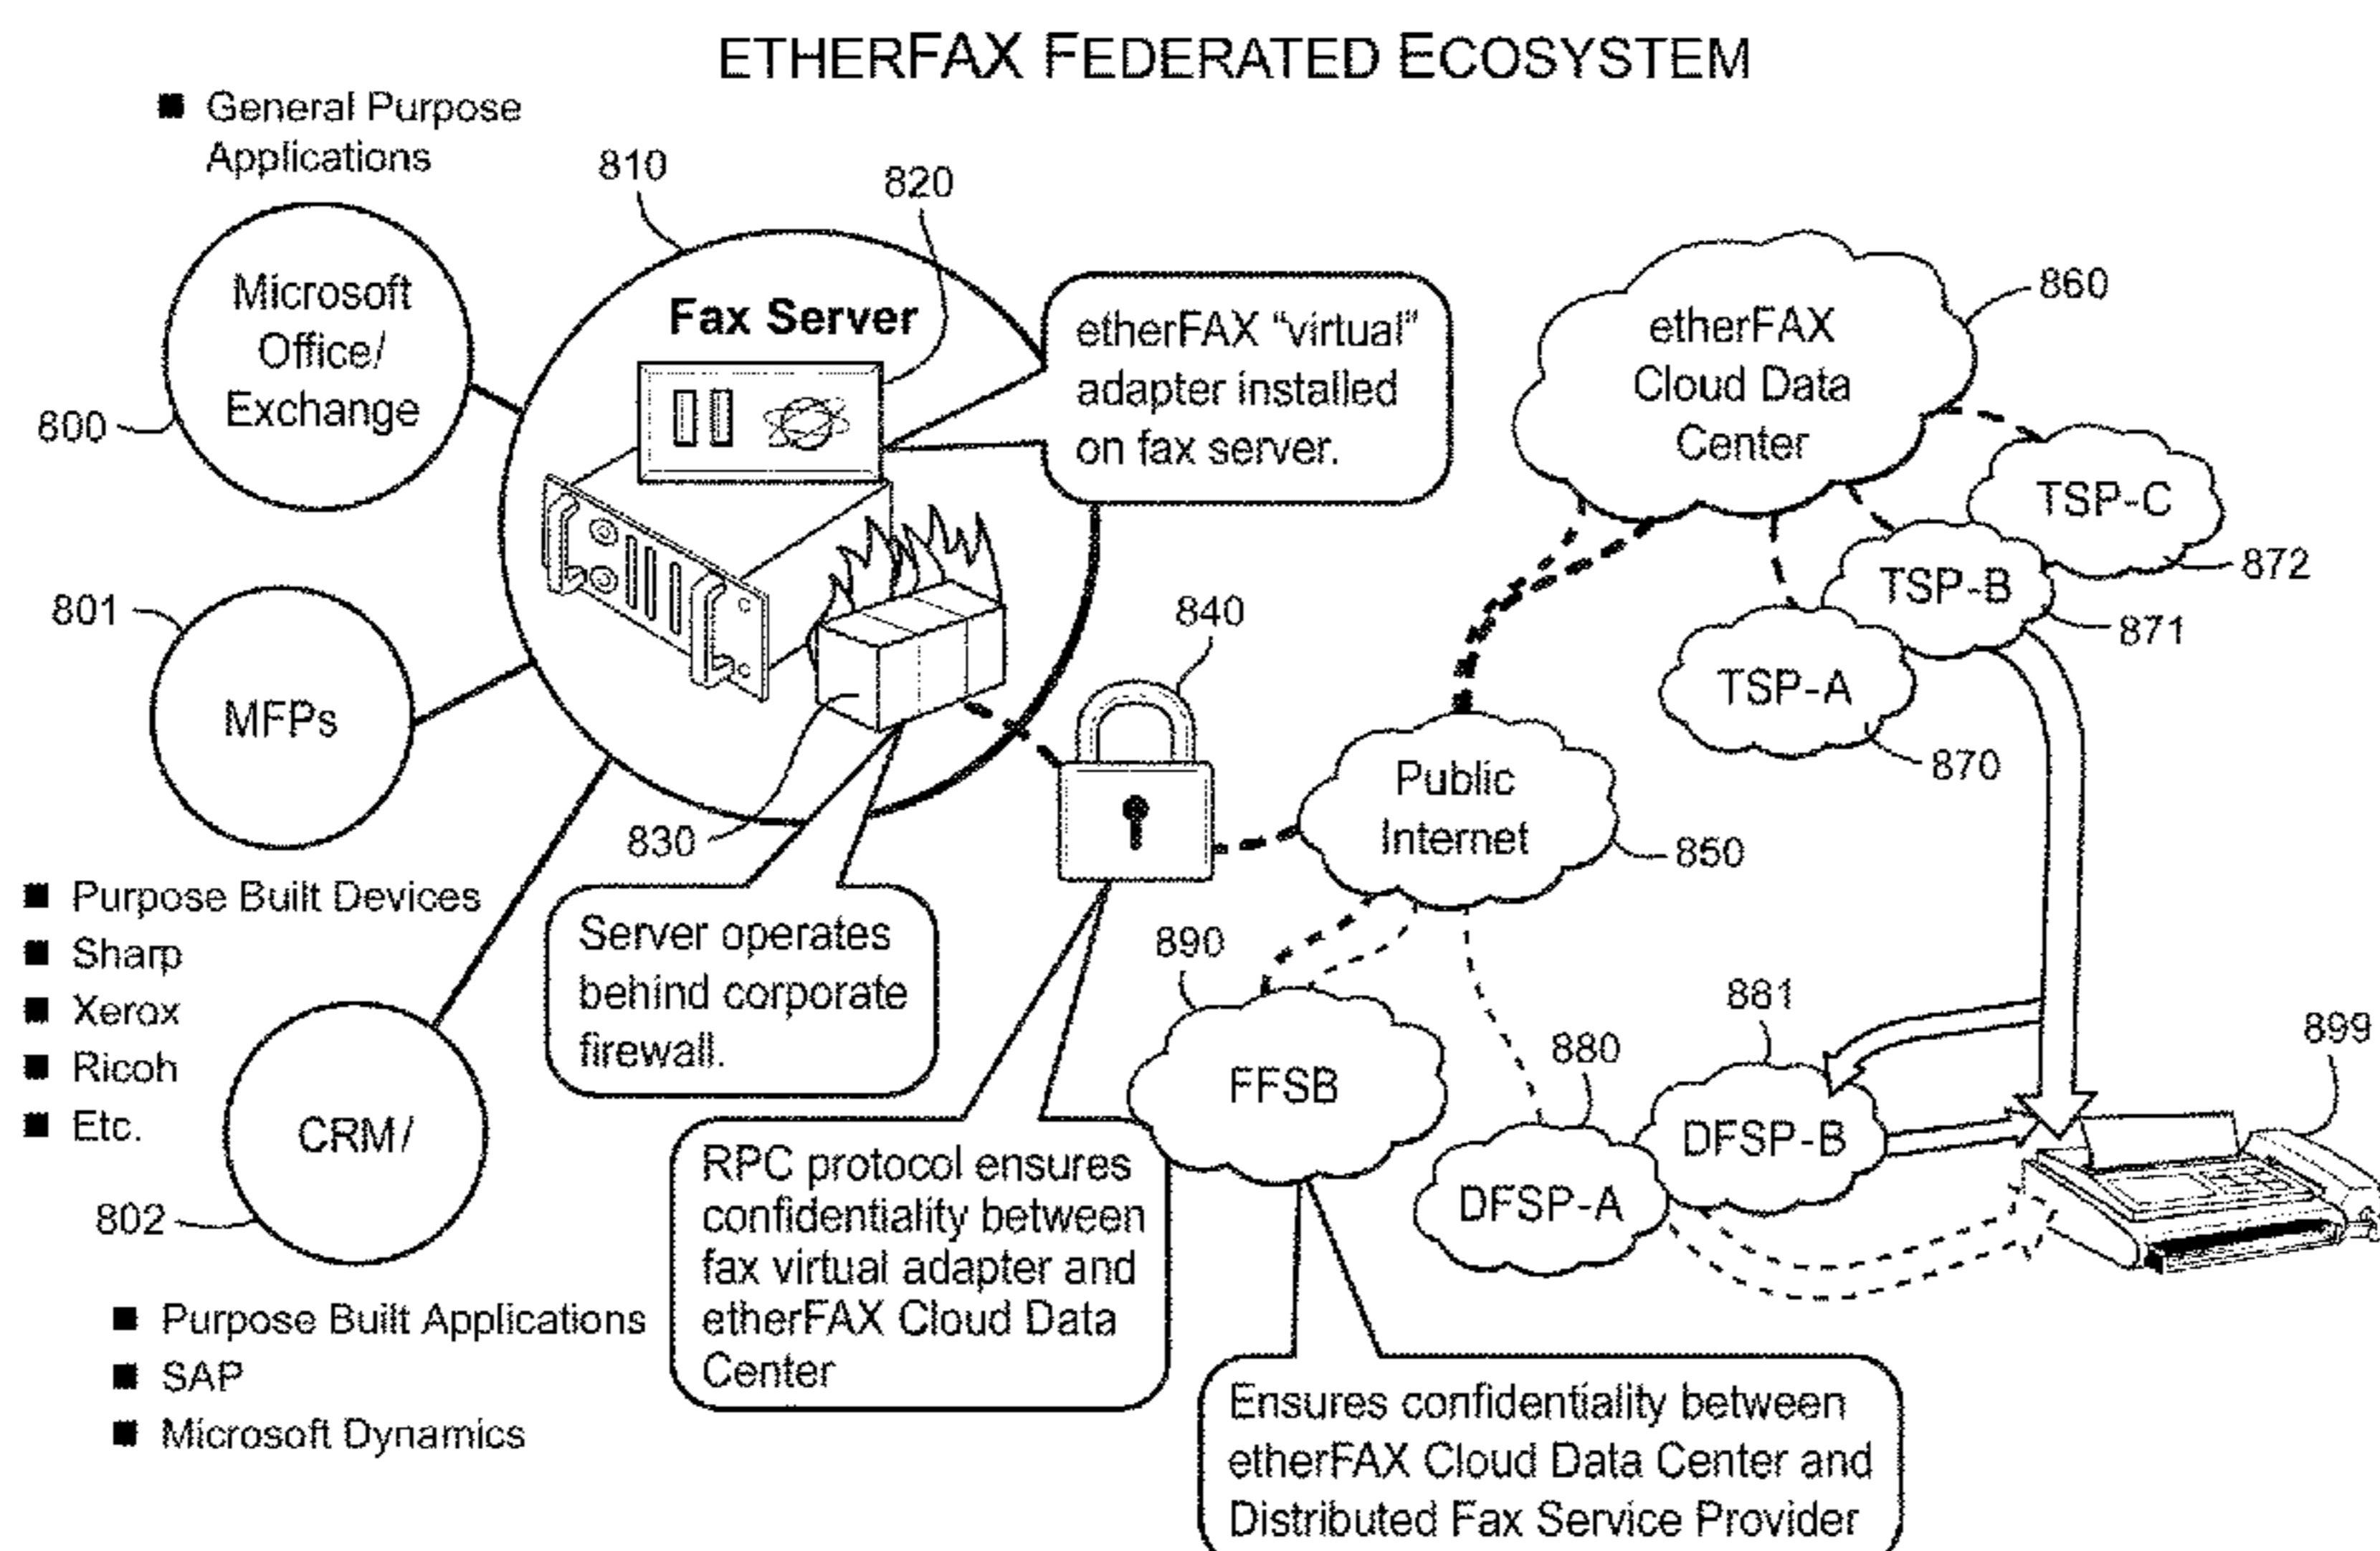 ETHERFAX FEDERATED ECOSYSTEM
■ General Purpose
Applications
810
820
Microsoft
Office/
Exchange
800
Fax Server
etherFAX "virtual"
adapter installed
on fax server.
etherFAX
Cloud Data
Center
860
TSP-C
872
TSP-B
871
TSP-A
870
801
MFPs
840
830
Public
Internet
850
■ Purpose Built Devices
■ Sharp
■ Xerox
■ Ricoh
■ Etc.
Server operates
behind corporate
firewall.
890
FFSB
880
881
DFSP-B
DFSP-A
899
CRM/
802
RPC protocol ensures
confidentiality between
fax virtual adapter and
etherFAX Cloud Data
Center
■ Purpose Built Applications
■ SAP
■ Microsoft Dynamics
Ensures confidentiality between
etherFAX Cloud Data Center and
Distributed Fax Service Provider